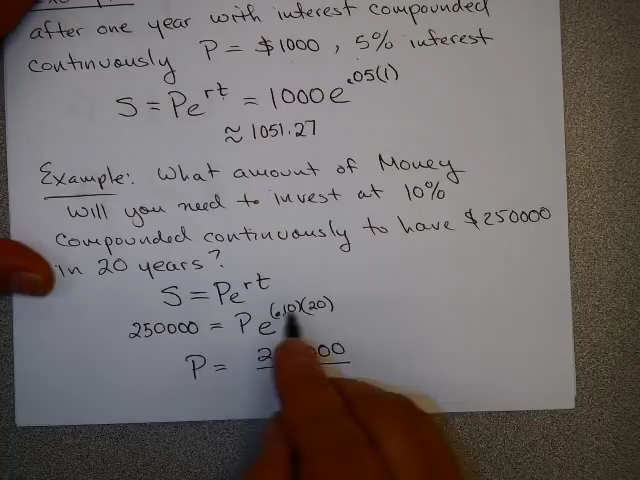 after one year with interest compounded
continuously P = $1000 , 5% interest
S = Pe^rt = 1000e^.05(1)
≈ 1051.27
Example: What amount of Money
Will you need to invest at 10%
Compounded continuously to have $250000
in 20 years?
S = Pe^rt
250000 = Pe^(.10)(20)
P =